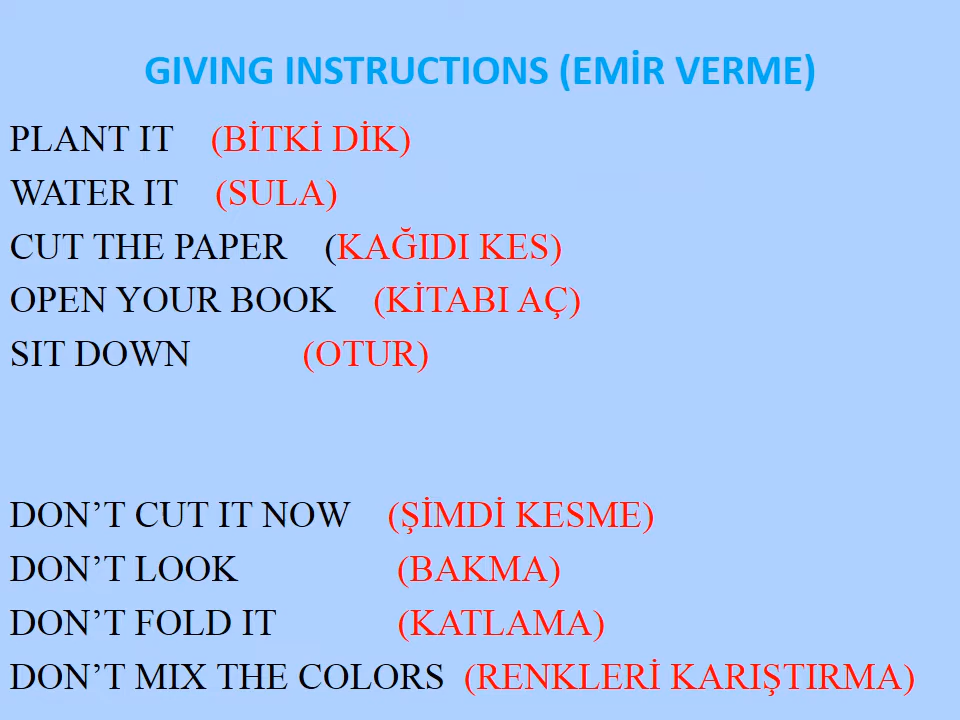 GIVING INSTRUCTIONS (EMİR VERME)
PLANT IT (BİTKİ DİK)
WATER IT (SULA)
CUT THE PAPER (KAĞIDI KES)
OPEN YOUR BOOK (KİTABI AÇ)
SIT DOWN (OTUR)
DON’T CUT IT NOW (ŞİMDİ KESME)
DON’T LOOK (BAKMA)
DON’T FOLD IT (KATLAMA)
DON’T MIX THE COLORS (RENKLERİ KARIŞTIRMA)